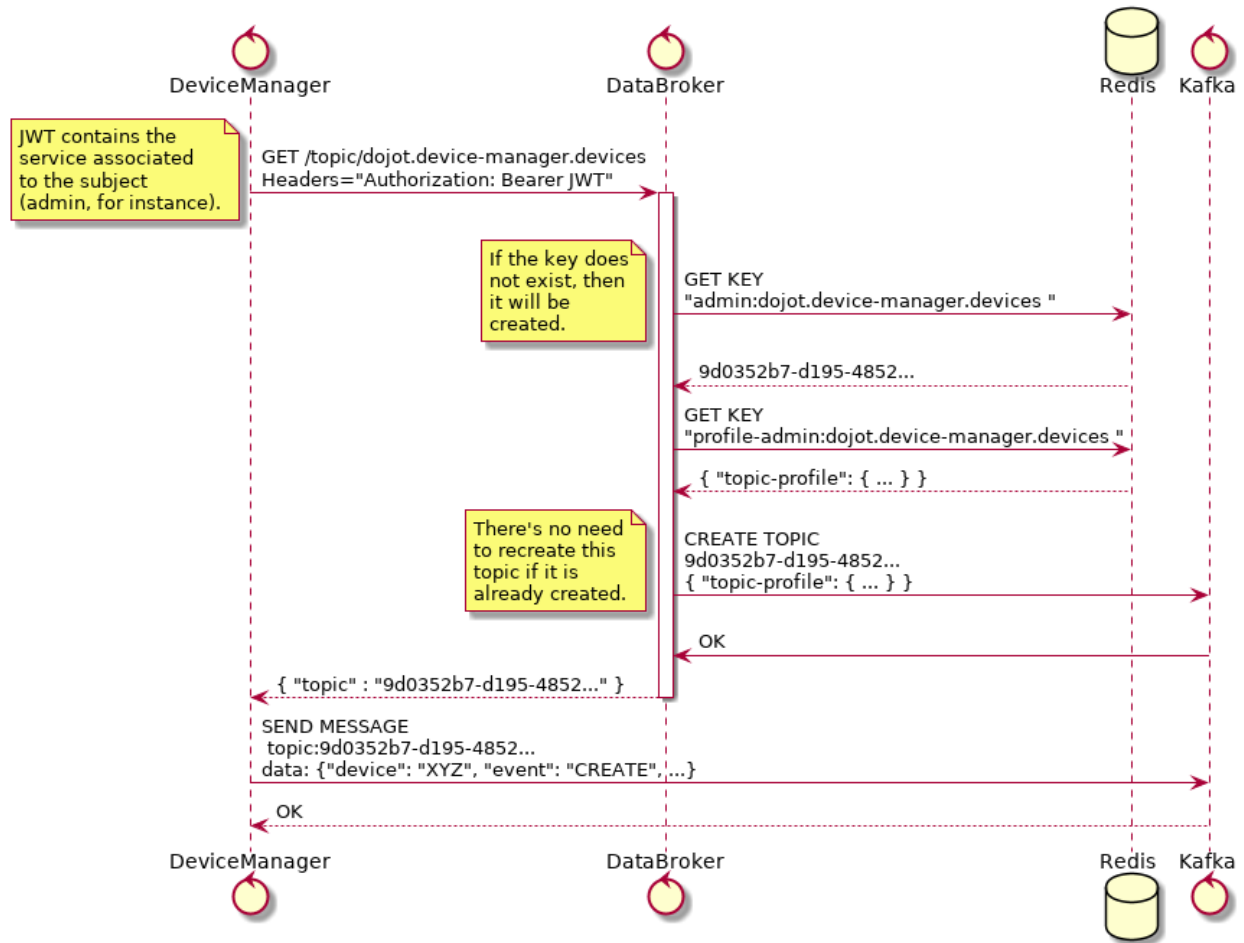 DeviceManager
DataBroker
Redis
Kafka
JWT contains the
service associated
to the subject
(admin, for instance).
GET /topic/dojot.device-manager.devices
Headers="Authorization: Bearer JWT"
If the key does
not exist, then
it will be
created.
GET KEY
"admin:dojot.device-manager.devices "
9d0352b7-d195-4852...
GET KEY
"profile-admin:dojot.device-manager.devices "
{ "topic-profile": { ... } }
There's no need
to recreate this
topic if it is
already created.
CREATE TOPIC
9d0352b7-d195-4852...
{ "topic-profile": { ... } }
OK
{ "topic" : "9d0352b7-d195-4852..." }
SEND MESSAGE
topic:9d0352b7-d195-4852...
data: {"device": "XYZ", "event": "CREATE", ...}
OK
DeviceManager
DataBroker
Redis
Kafka